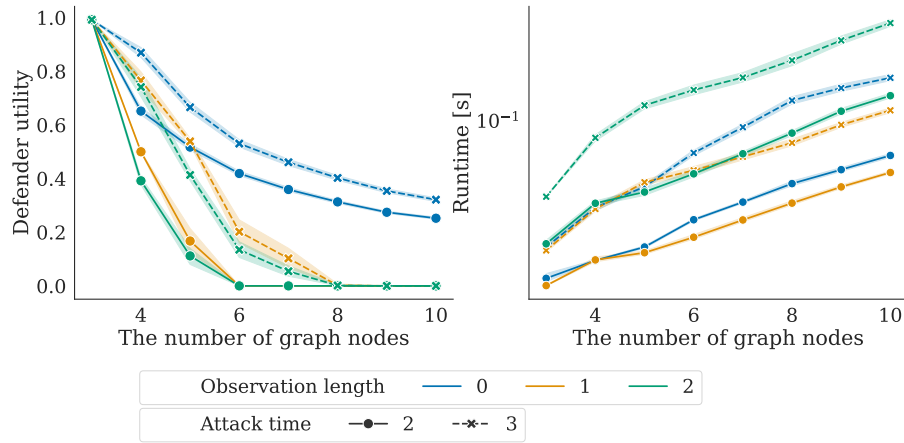 1.0
0.8
0.6
0.4
0.2
0.0
Defender utility
4 6 8 10
The number of graph nodes
10⁻¹
Runtime [s]
4 6 8 10
The number of graph nodes
Observation length 0 1 2
Attack time 2 3